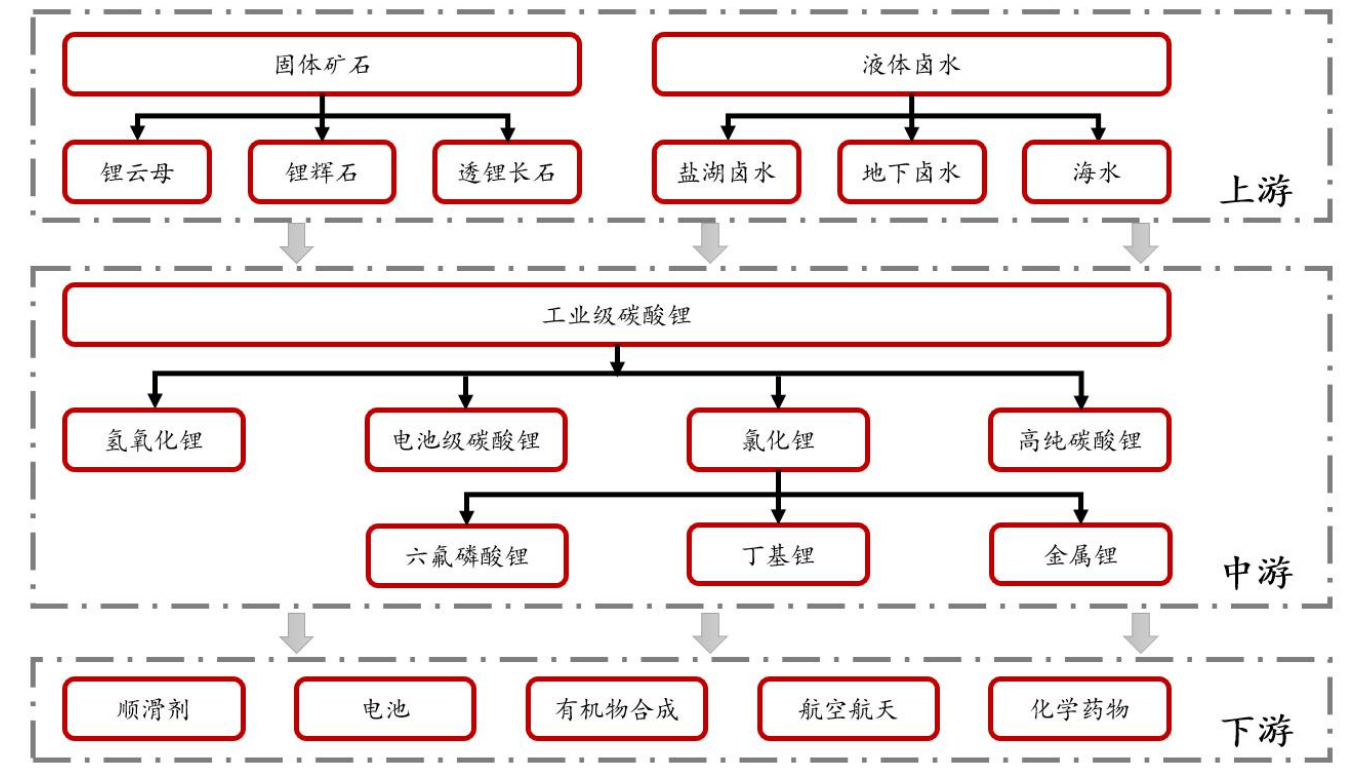 固体矿石
液体卤水
锂云母
锂辉石
透锂长石
盐湖卤水
地下卤水
海水
上游
工业级碳酸锂
氢氧化锂
电池级碳酸锂
氯化锂
高纯碳酸锂
六氟磷酸锂
丁基锂
金属锂
中游
顺滑剂
电池
有机物合成
航空航天
化学药物
下游